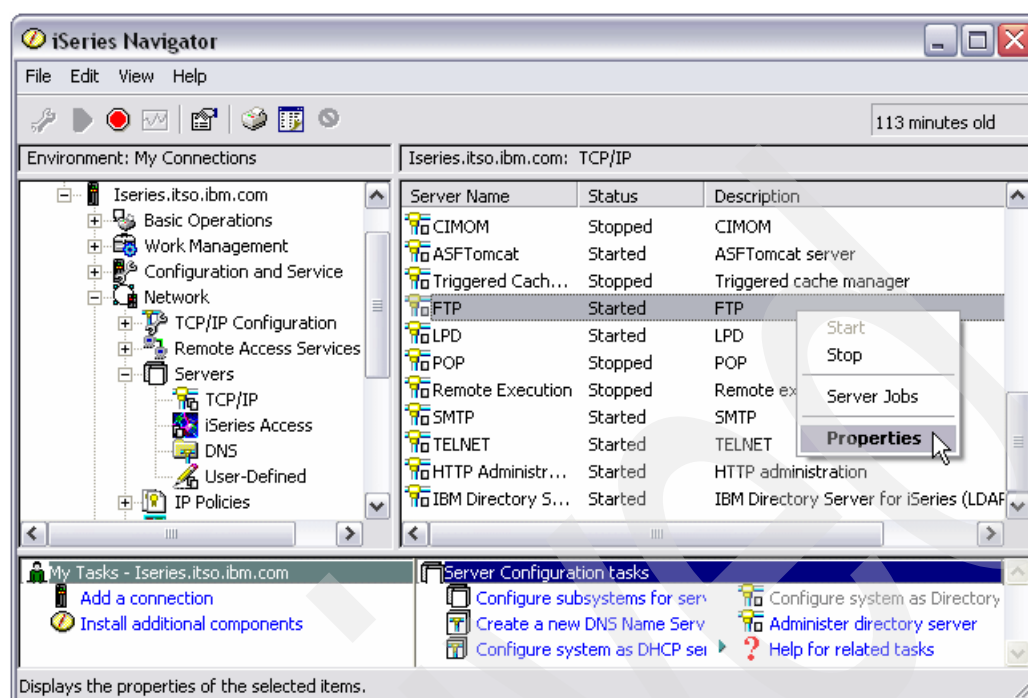 iSeries Navigator
File Edit View Help
113 minutes old
Environment: My Connections
Iseries.itso.ibm.com: TCP/IP
Iseries.itso.ibm.com
Basic Operations
Work Management
Configuration and Service
Network
TCP/IP Configuration
Remote Access Services
Servers
TCP/IP
iSeries Access
DNS
User-Defined
IP Policies
Server Name Status Description
CIMOM Stopped CIMOM
ASFTomcat Started ASFTomcat server
Triggered Cach... Stopped Triggered cache manager
FTP Started FTP
LPD Started LPD
POP Stopped POP
Remote Execution Stopped Remote ex
SMTP Started SMTP
TELNET Started TELNET
HTTP Administr... Started HTTP administration
IBM Directory S... Started IBM Directory Server for iSeries (LDAP
Start
Stop
Server Jobs
Properties
My Tasks - Iseries.itso.ibm.com
Add a connection
Install additional components
Server Configuration tasks
Configure subsystems for serv
Create a new DNS Name Serv
Configure system as DHCP ser
Configure system as Directory
Administer directory server
Help for related tasks
Displays the properties of the selected items.